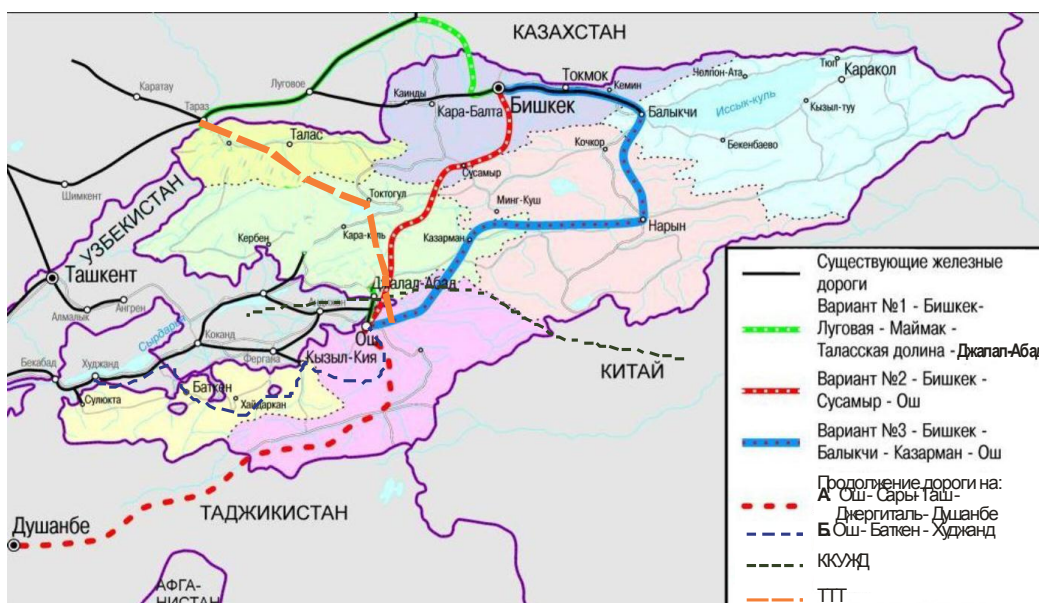 КАЗАХСТАН
Каратау
Луговое
Тараз
Каинды
Кара-Балта
Бишкек
Токмок
Кемин
Чолпон-Ата
Тюп
Каракол
Балыкчи
Иссык-куль
Кызыл-туу
Бекенбаево
Талас
Шимкент
Сусамыр
Кочкор
Токтогул
Минг-Куш
Нарын
УЗБЕКИСТАН
Кербен
Кара-куль
Казарман
Ташкент
Ангрен
Алмалык
Джалал-Абад
Сырдарья
Коканд
Ош
Бекабад
Худжанд
Фергана
Кызыл-Кия
КИТАЙ
Сулюкта
Баткен
Хайдаркан
ТАДЖИКИСТАН
Душанбе
АФГА-
НИСТАН
Существующие железные
дороги
Вариант №1 - Бишкек-
Луговая - Маймак -
Таласская долина - Джалал-Абад
Вариант №2 - Бишкек -
Сусамыр - Ош
Вариант №3 - Бишкек -
Балыкчи - Казарман - Ош
Продолжение дороги на:
А Ош - Сары-Таш -
Джергиталь- Душанбе
Б Ош - Баткен - Худжанд
ККУЖД
ТТТ